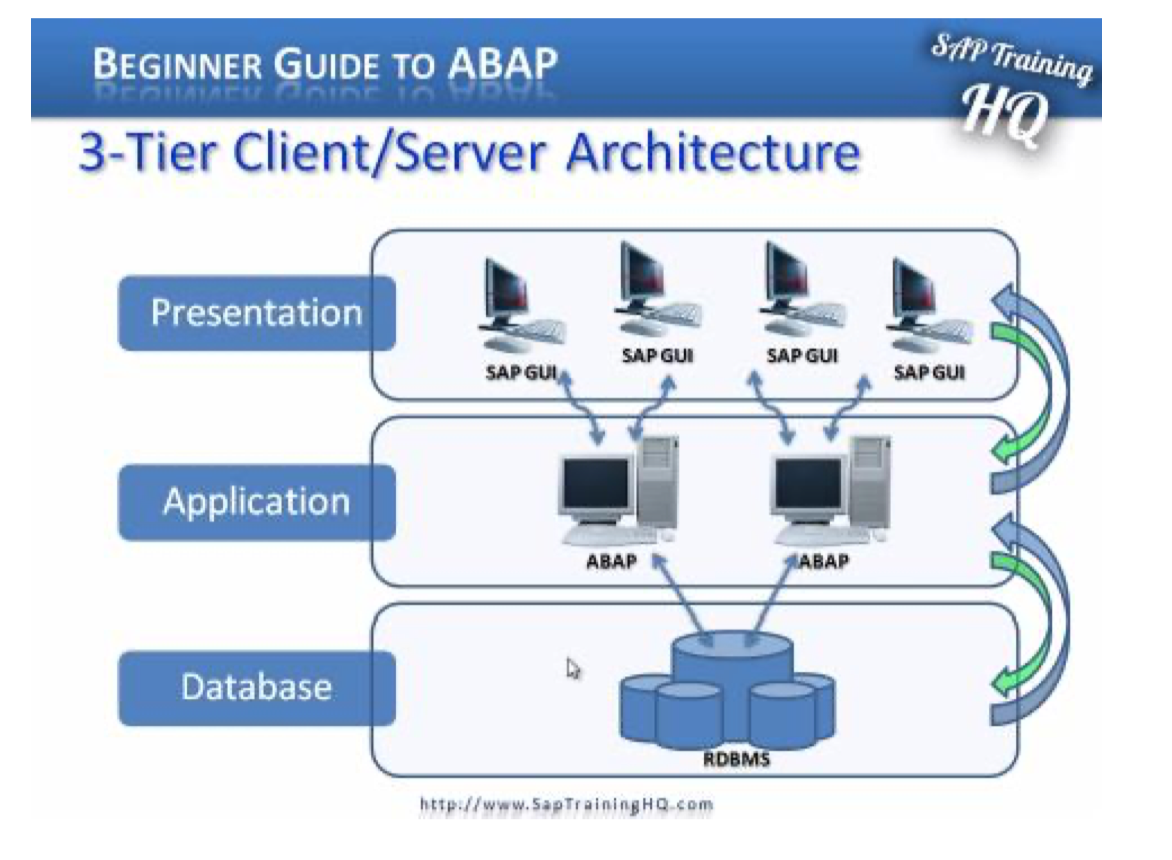 BEGINNER GUIDE TO ABAP
SAP Training
HQ
3-Tier Client/Server Architecture
Presentation
SAP GUI
SAP GUI
SAP GUI
SAP GUI
Application
ABAP
ABAP
Database
RDBMS
http://www.SapTrainingHQ.com